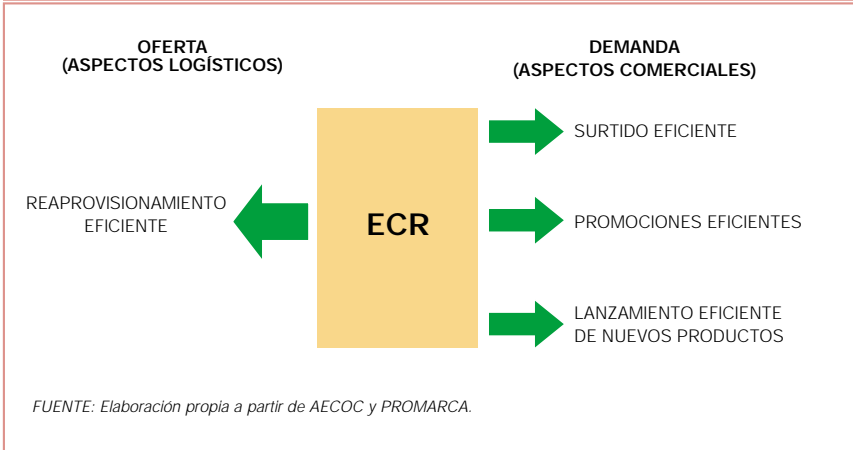 OFERTA
(ASPECTOS LOGÍSTICOS)
DEMANDA
(ASPECTOS COMERCIALES)
REAPROVISIONAMIENTO
EFICIENTE
ECR
SURTIDO EFICIENTE
PROMOCIONES EFICIENTES
LANZAMIENTO EFICIENTE
DE NUEVOS PRODUCTOS
FUENTE: Elaboración propia a partir de AECOC y PROMARCA.